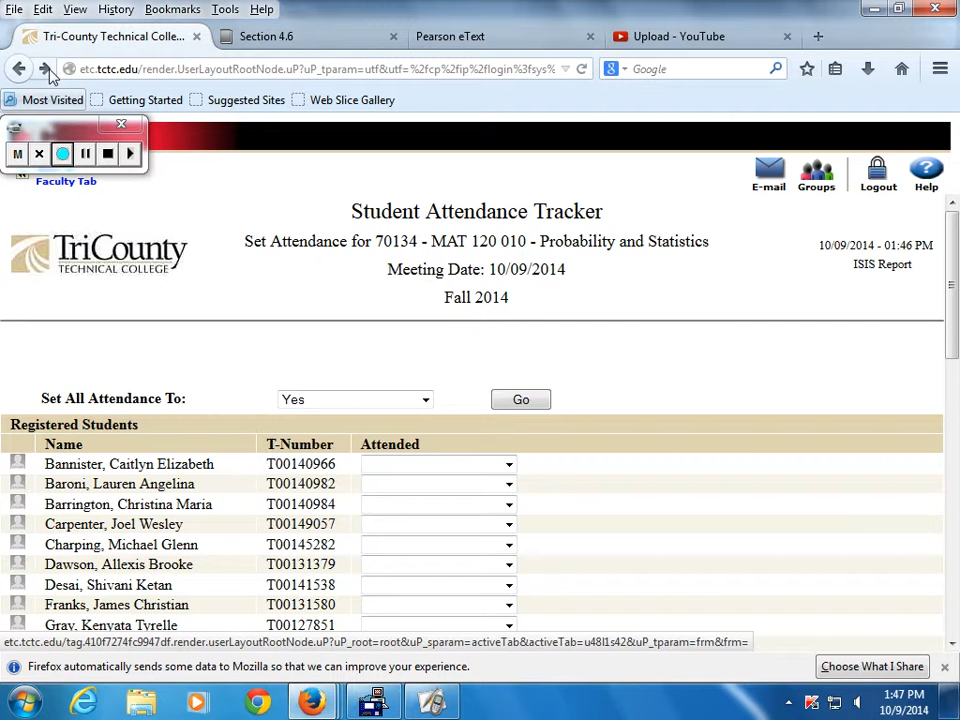 File Edit View History Bookmarks Tools Help
Tri-County Technical Colle... Section 4.6 Pearson eText Upload - YouTube
etc.tctc.edu/render.UserLayoutRootNode.uP?uP_tparam=utf&utf=%2fcp%2fip%2flogin%3fsys% Google
Most Visited Getting Started Suggested Sites Web Slice Gallery
M
Faculty Tab
E-mail Groups Logout Help
Student Attendance Tracker
TriCounty
TECHNICAL COLLEGE
Set Attendance for 70134 - MAT 120 010 - Probability and Statistics
10/09/2014 - 01:46 PM
Meeting Date: 10/09/2014
ISIS Report
Fall 2014
Set All Attendance To: Yes Go
Registered Students
Name T-Number Attended
Bannister, Caitlyn Elizabeth T00140966
Baroni, Lauren Angelina T00140982
Barrington, Christina Maria T00140984
Carpenter, Joel Wesley T00149057
Charping, Michael Glenn T00145282
Dawson, Allexis Brooke T00131379
Desai, Shivani Ketan T00141538
Franks, James Christian T00131580
Gray, Kenyata Tyrelle T00127851
etc.tctc.edu/tag.410f7274fc9947df.render.userLayoutRootNode.uP?uP_root=root&uP_sparam=activeTab&activeTab=u48l1s42&uP_tparam=frm&frm=
Firefox automatically sends some data to Mozilla so that we can improve your experience. Choose What I Share
1:47 PM
10/9/2014